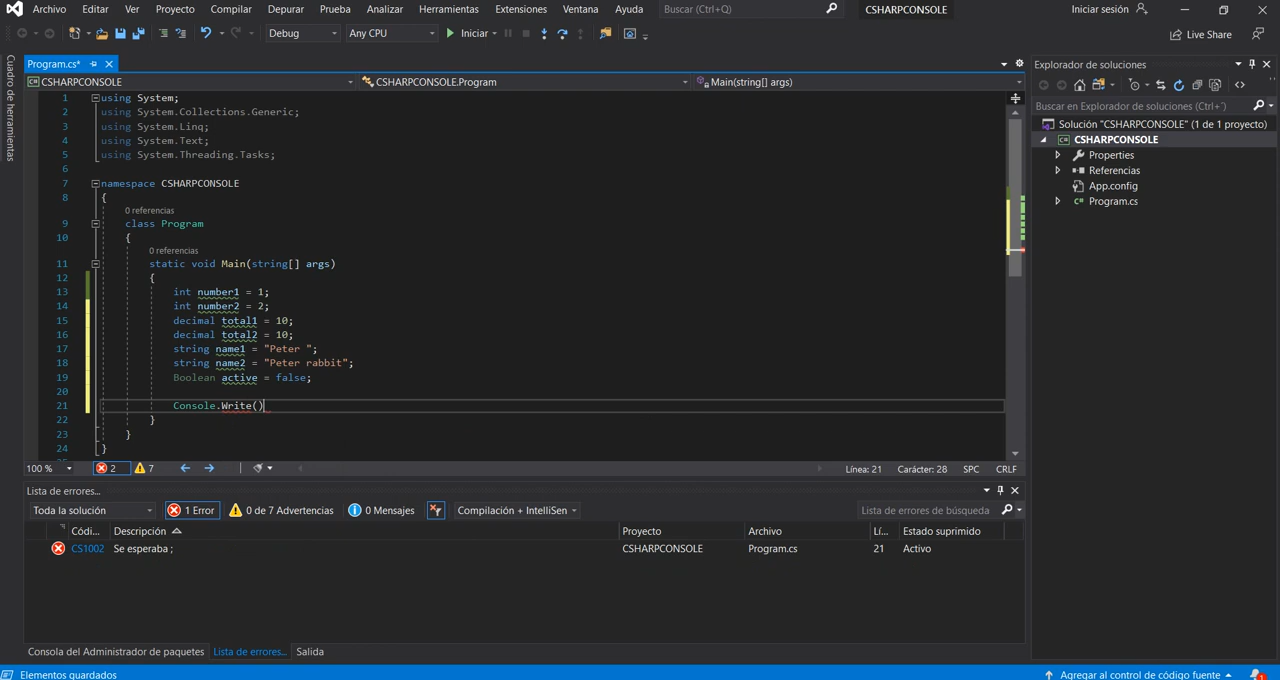 Archivo Editar Ver Proyecto Compilar Depurar Prueba Analizar Herramientas Extensiones Ventana Ayuda Buscar (Ctrl+Q) CSHARPCONSOLE Iniciar sesión
Debug Any CPU Iniciar Live Share
Cuadro de herramientas
Program.cs*
CSHARPCONSOLE CSHARPCONSOLE.Program Main(string[] args)
1 using System;
2 using System.Collections.Generic;
3 using System.Linq;
4 using System.Text;
5 using System.Threading.Tasks;
6
7 namespace CSHARPCONSOLE
8 {
0 referencias
9 class Program
10 {
0 referencias
11 static void Main(string[] args)
12 {
13 int number1 = 1;
14 int number2 = 2;
15 decimal total1 = 10;
16 decimal total2 = 10;
17 string name1 = "Peter ";
18 string name2 = "Peter rabbit";
19 Boolean active = false;
20
21 Console.Write()
22 }
23 }
24 }
100 % 2 7 Línea: 21 Carácter: 28 SPC CRLF
Explorador de soluciones
Buscar en Explorador de soluciones (Ctrl+´)
Solución "CSHARPCONSOLE" (1 de 1 proyecto)
CSHARPCONSOLE
Properties
Referencias
App.config
Program.cs
Lista de errores...
Toda la solución 1 Error 0 de 7 Advertencias 0 Mensajes Compilación + IntelliSen Lista de errores de búsqueda
Códi... Descripción Proyecto Archivo Lí... Estado suprimido
CS1002 Se esperaba ; CSHARPCONSOLE Program.cs 21 Activo
Consola del Administrador de paquetes Lista de errores... Salida
Elementos guardados Agregar al control de código fuente 1